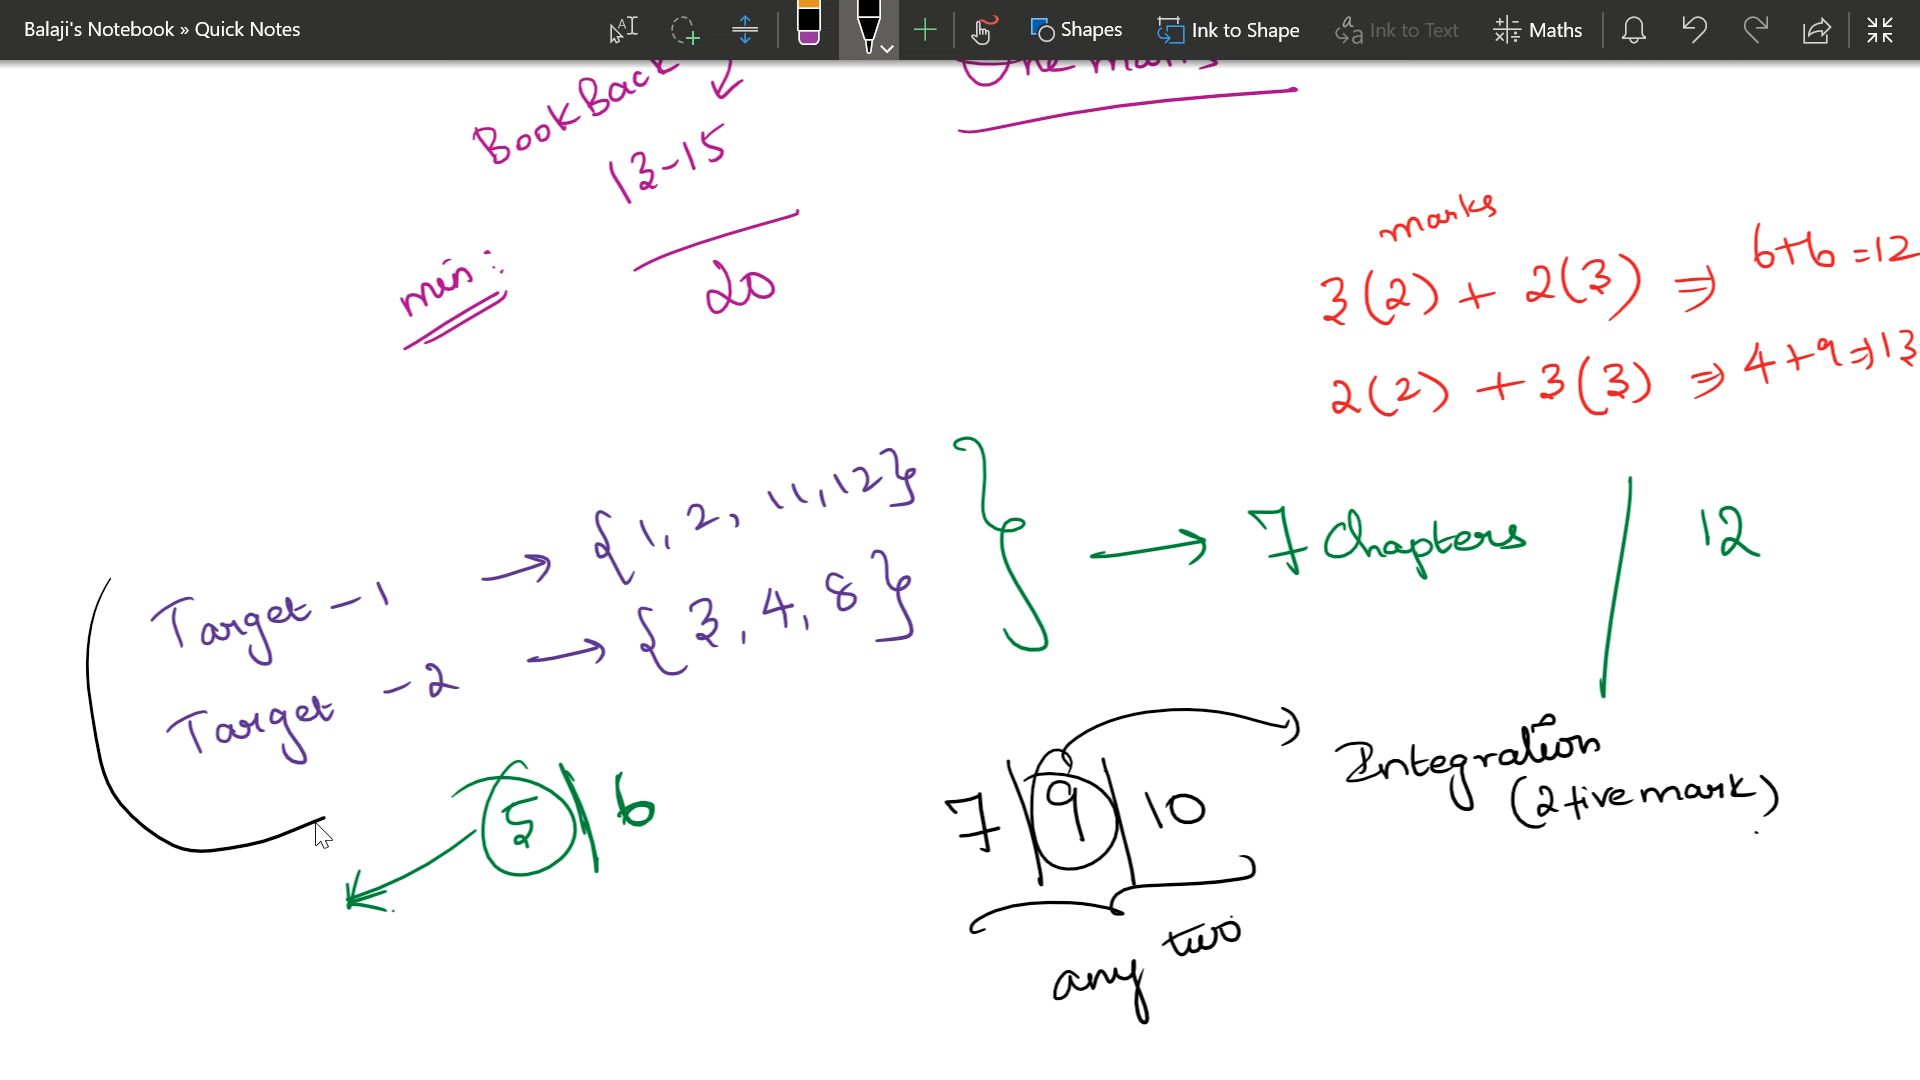 Balaji's Notebook » Quick Notes
Shapes
Ink to Shape
Ink to Text
Maths
BookBack
One marks
13-15
20
min:
marks
3(2) + 2(3) ⇒ 6+6=12
2(2) + 3(3) ⇒ 4+9⇒13
Target -1 → {1, 2, 11, 12}
Target -2 → {3, 4, 8}
→ 7 Chapters | 12
5 | 6
7 | 9 | 10
Integration
(2 five mark)
any two